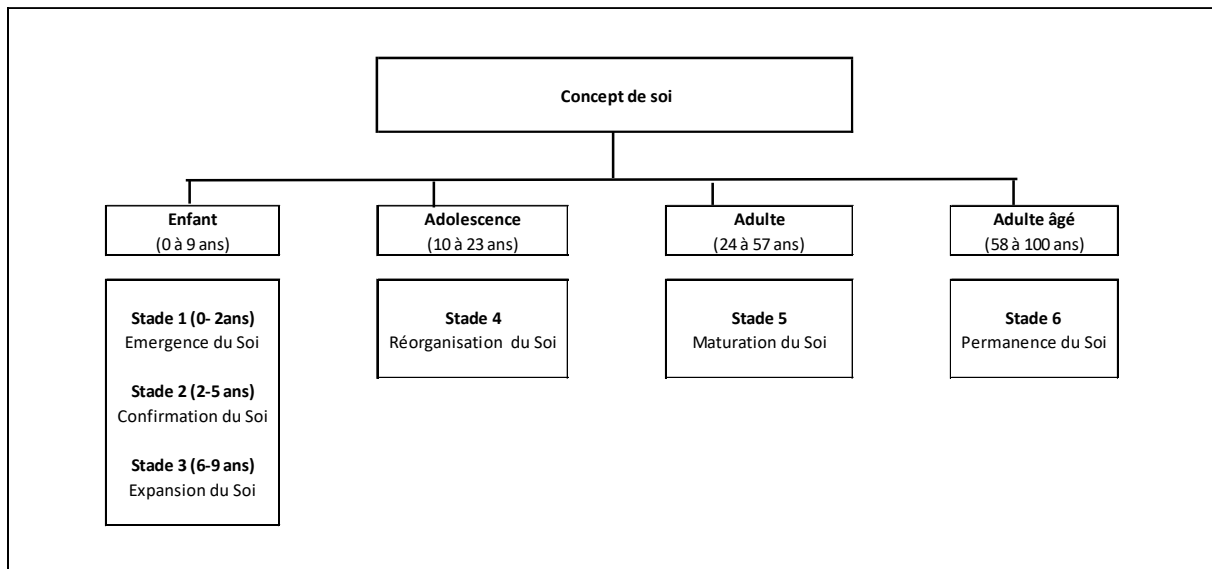 Concept de soi
Enfant
(0 à 9 ans)
Adolescence
(10 à 23 ans)
Adulte
(24 à 57 ans)
Adulte âgé
(58 à 100 ans)
Stade 1 (0- 2ans)
Emergence du Soi
Stade 2 (2-5 ans)
Confirmation du Soi
Stade 3 (6-9 ans)
Expansion du Soi
Stade 4
Réorganisation du Soi
Stade 5
Maturation du Soi
Stade 6
Permanence du Soi